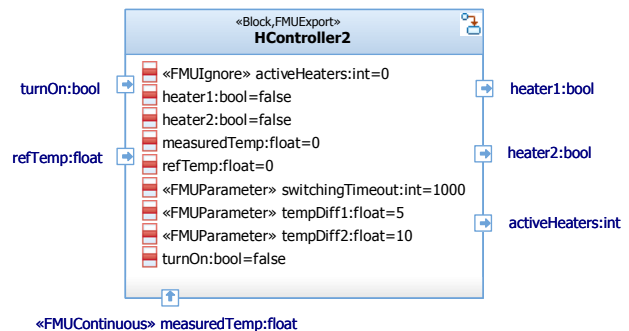 «Block,FMUExport»
HController2
turnOn:bool
refTemp:float
«FMUIgnore» activeHeaters:int=0
heater1:bool=false
heater2:bool=false
measuredTemp:float=0
refTemp:float=0
«FMUParameter» switchingTimeout:int=1000
«FMUParameter» tempDiff1:float=5
«FMUParameter» tempDiff2:float=10
turnOn:bool=false
heater1:bool
heater2:bool
activeHeaters:int
«FMUContinuous» measuredTemp:float